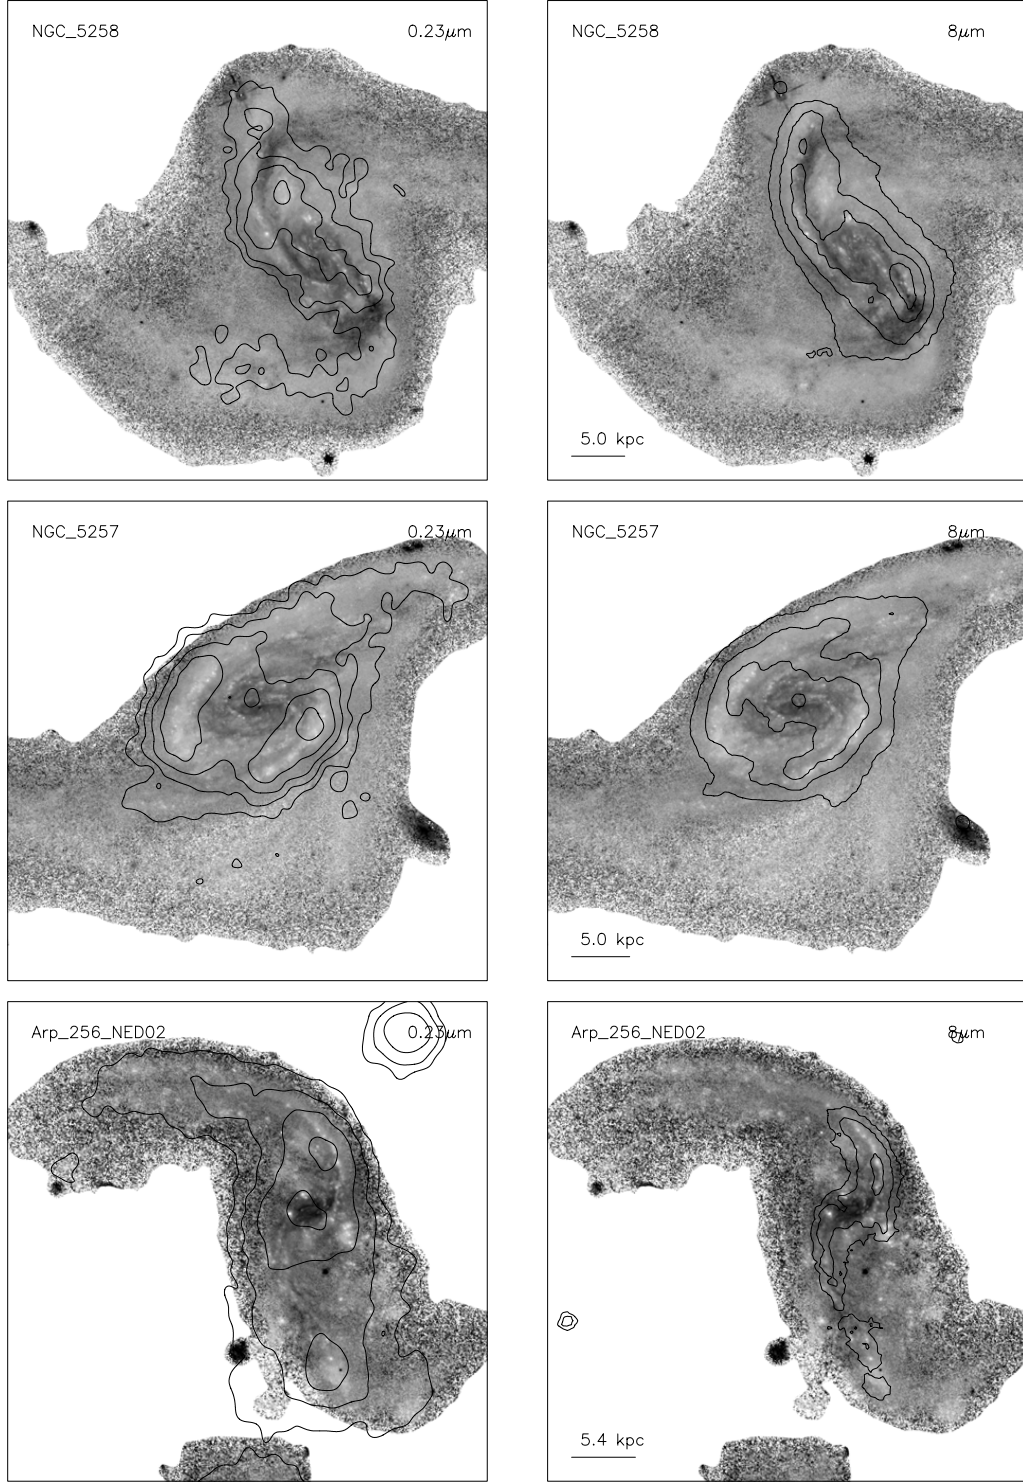 NGC_5258 0.23μm
NGC_5258 8μm
5.0 kpc
NGC_5257 0.23μm
NGC_5257 8μm
5.0 kpc
Arp_256_NED02 0.23μm
Arp_256_NED02 8μm
5.4 kpc